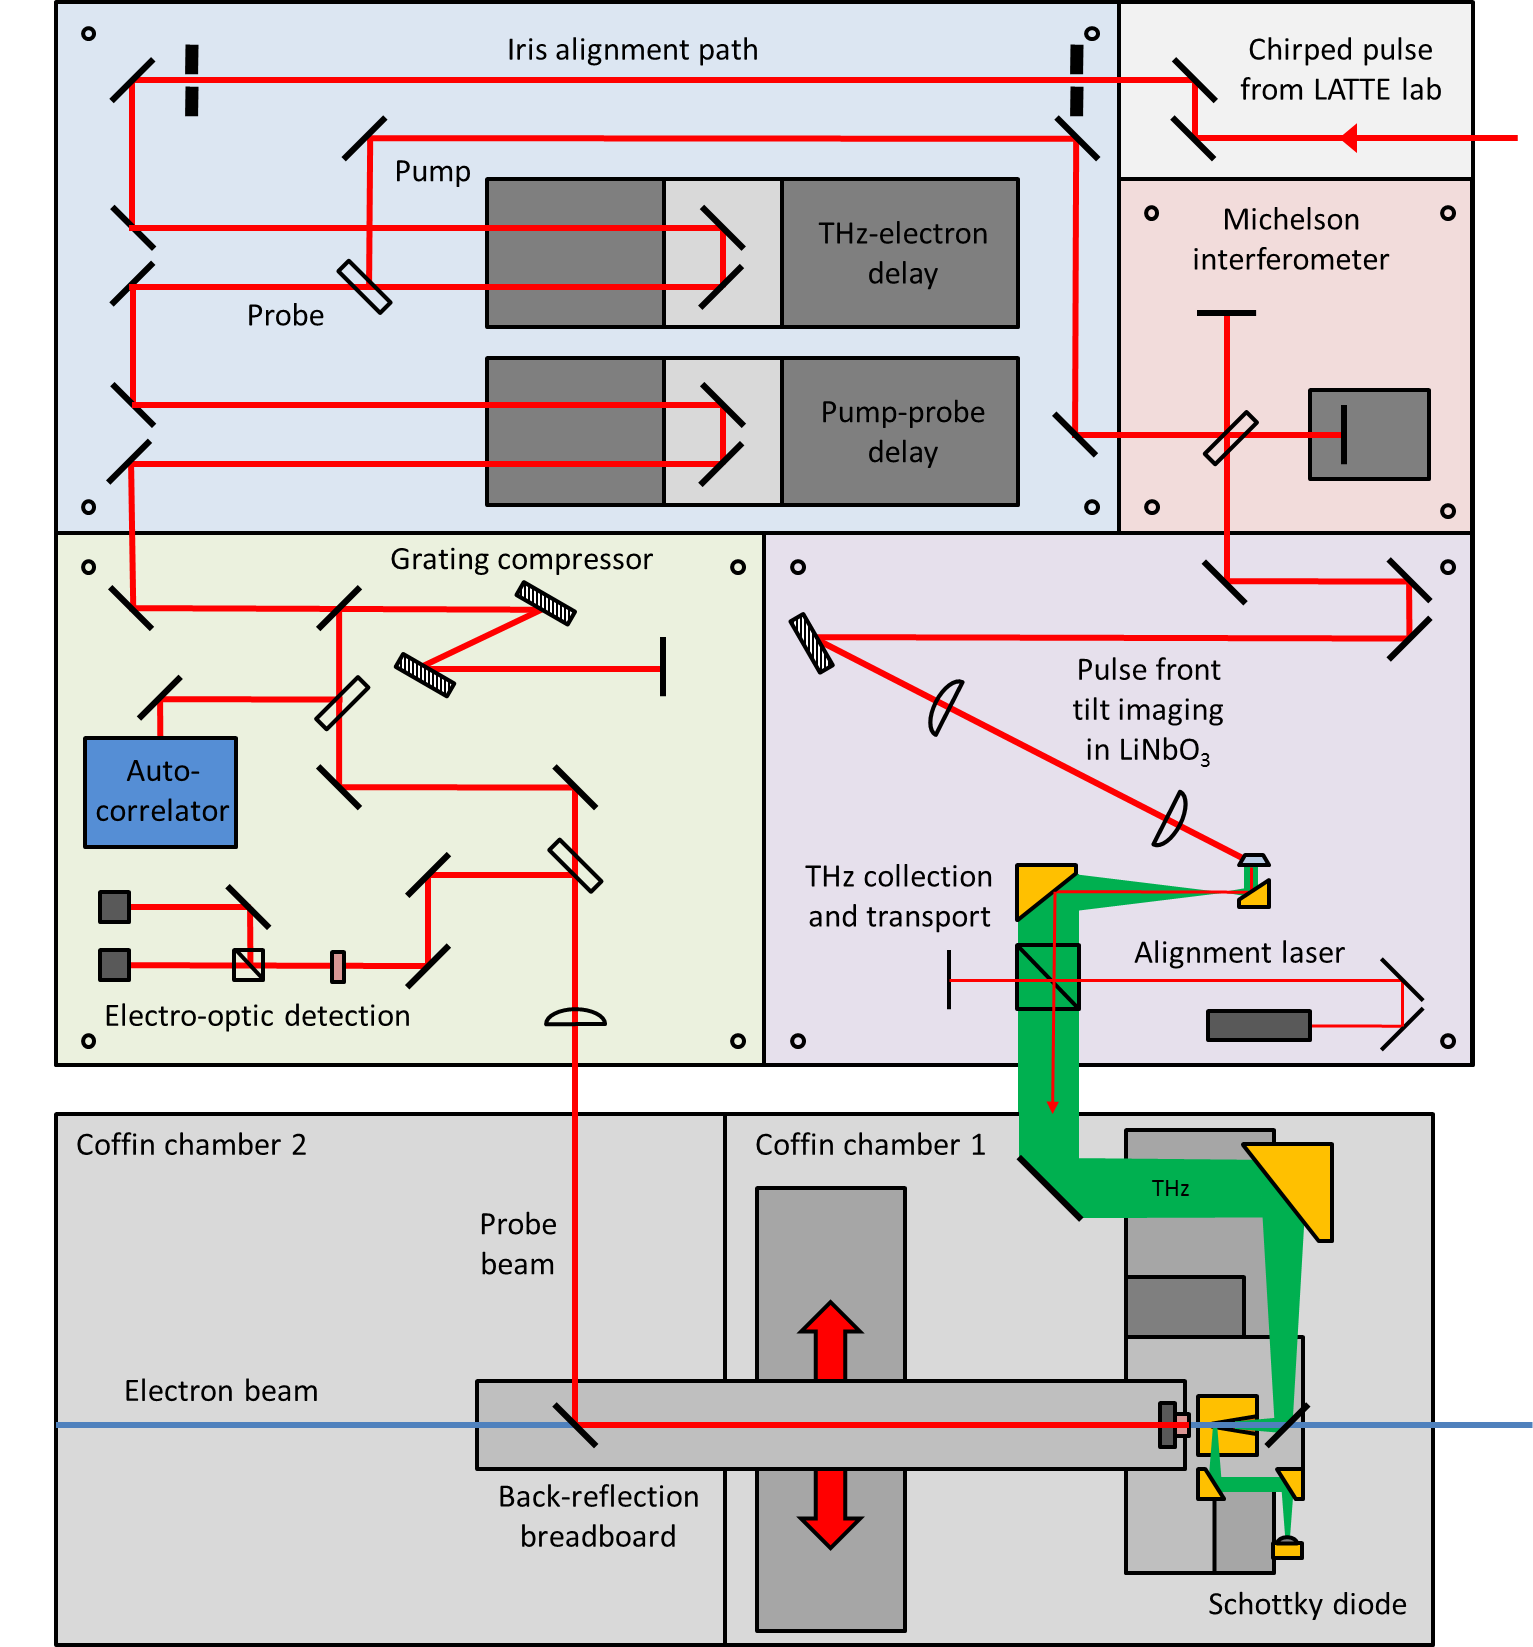 Iris alignment path
Chirped pulse
from LATTE lab
Pump
THz-electron
delay
Michelson
interferometer
Probe
Pump-probe
delay
Grating compressor
Pulse front
tilt imaging
in LiNbO₃
Auto-
correlator
THz collection
and transport
Alignment laser
Electro-optic detection
Coffin chamber 2
Coffin chamber 1
THz
Probe
beam
Electron beam
Back-reflection
breadboard
Schottky diode